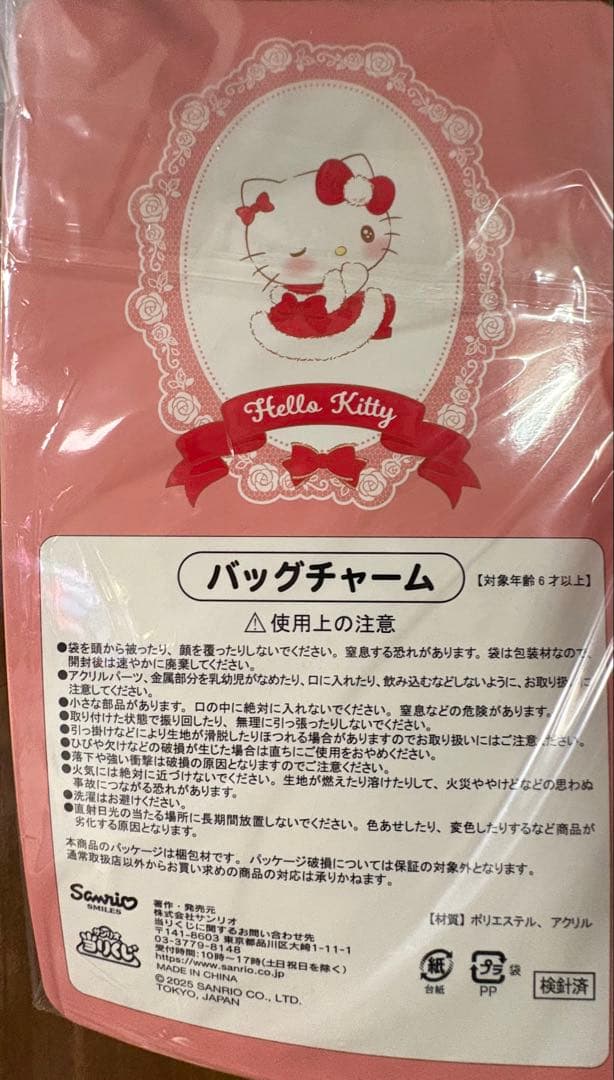 Hello Kitty
バッグチャーム
【対象年齢6才以上】
⚠使用上の注意
●袋を頭から被ったり、顔を覆ったりしないでください。窒息する恐れがあります。袋は包装材なので、
開封後は速やかに廃棄してください。
●アクリルパーツ、金属部分を乳幼児がなめたり、口に入れたり、飲み込むなどしないように、お取り扱いに
注意してください。
●小さな部品があります。口の中に絶対に入れないでください。窒息などの危険があります。
●取り付けた状態で振り回したり、無理に引っ張ったりしないでください。
●引っ掛けなどにより生地が滑脱したりほつれる場合がありますのでお取り扱いにはご注意ください。
●ひびや欠けなどの破損が生じた場合は直ちにご使用をおやめください。
●落下や強い衝撃は破損の原因となりますのでご注意ください。
●火気には絶対に近づけないでください。生地が燃えたり溶けたりして、火災ややけどなどの思わぬ
事故につながる恐れがあります。
●洗濯はお避けください。
●直射日光の当たる場所に長期間放置しないでください。色あせしたり、変色したりするなど商品が
劣化する原因となります。
本商品のパッケージは梱包材です。パッケージ破損については保証の対象外となります。
通常取扱店以外からお買い求めの商品の対応は承りかねます。
Sanrio
SMILES
サンリオ
当りくじ
著作・発売元
株式会社サンリオ
当りくじに関するお問い合わせ先
〒141-8603 東京都品川区大崎1-11-1
03-3779-8148
受付時間:10時〜17時(土日祝日を除く)
https://www.sanrio.co.jp
MADE IN CHINA
© 2025 SANRIO CO., LTD.
TOKYO, JAPAN
【材質】ポリエステル、アクリル
紙
台紙
プラ
袋
PP
検針済